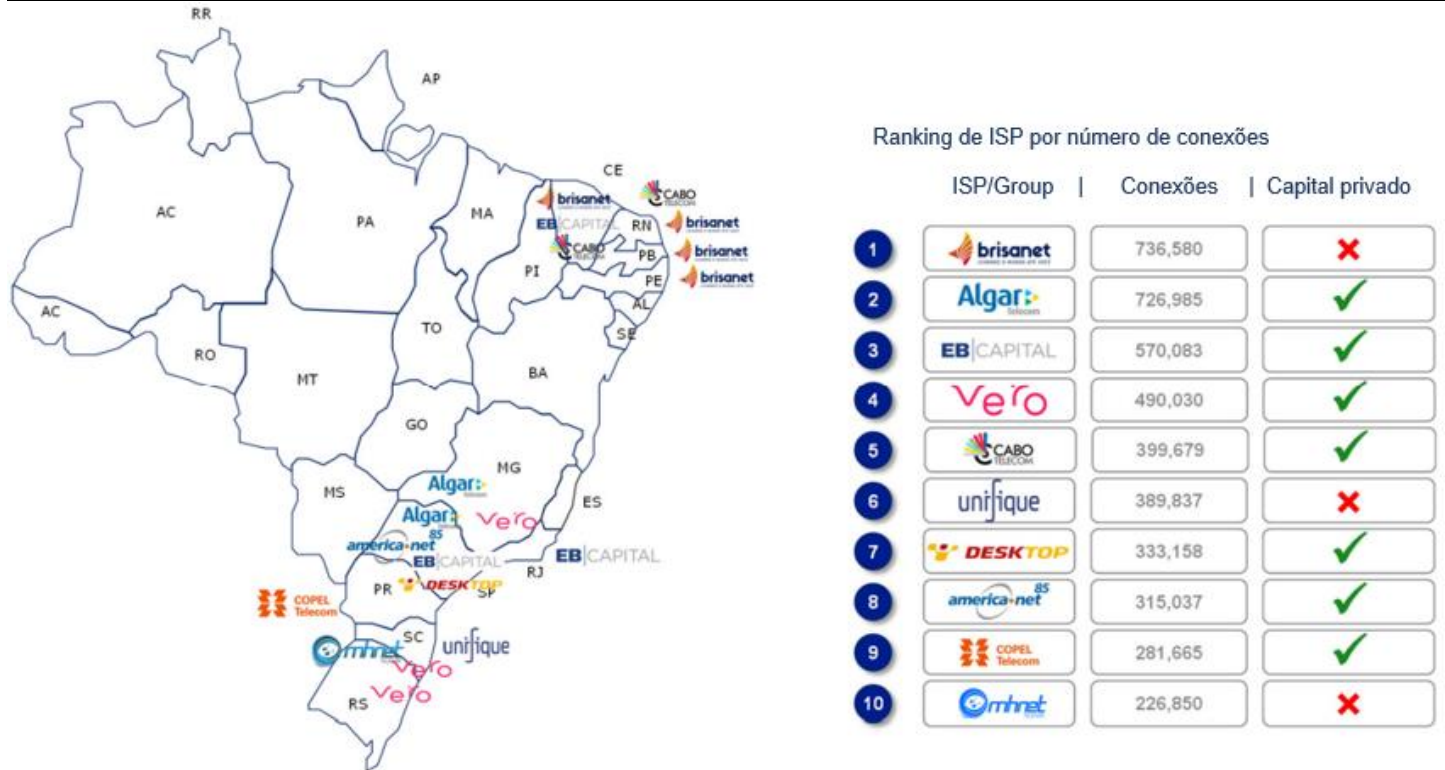 RR
AP
CE
CABO TELECOM
brisanet
AC
PA
MA
EB CAPITAL
RN
brisanet
CABO TELECOM
PB
brisanet
PI
PE
brisanet
AC
AL
TO
SE
RO
BA
MT
GO
MG
MS
Algar Telecom
ES
Algar
vero
america net 85
EB CAPITAL
EB CAPITAL
RJ
PR
DESKTOP
SP
COPEL Telecom
SC
unifique
mhnet
vero
vero
RS
Ranking de ISP por número de conexões
ISP/Group | Conexões | Capital privado
1 brisanet 736,580
2 Algar Telecom 726,985
3 EB CAPITAL 570,083
4 vero 490,030
5 CABO TELECOM 399,679
6 unifique 389,837
7 DESKTOP 333,158
8 america net 85 315,037
9 COPEL Telecom 281,665
10 mhnet 226,850